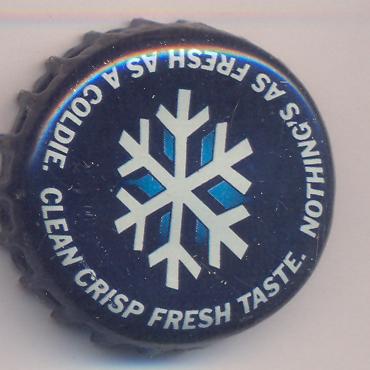 NOTHING'S AS FRESH AS A COLDIE.
CLEAN CRISP FRESH TASTE.